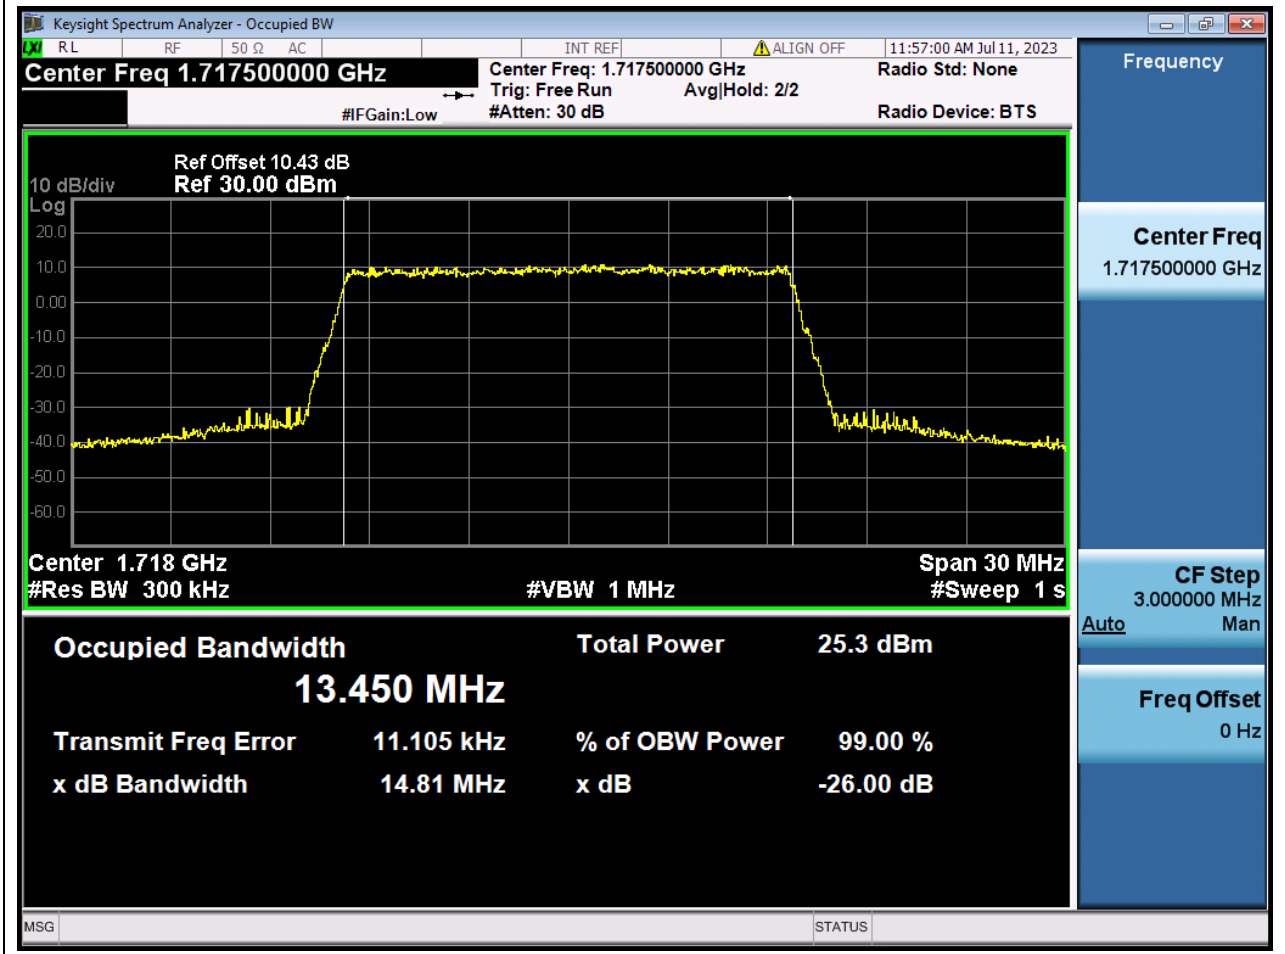 Keysight Spectrum Analyzer - Occupied BW
LXI RL RF 50 Ω AC INT REF ALIGN OFF 11:57:00 AM Jul 11, 2023
Center Freq 1.717500000 GHz
Center Freq: 1.717500000 GHz
Radio Std: None
Trig: Free Run Avg|Hold: 2/2
#IFGain:Low
#Atten: 30 dB
Radio Device: BTS
Ref Offset 10.43 dB
10 dB/div Ref 30.00 dBm
Log
20.0
10.0
0.00
-10.0
-20.0
-30.0
-40.0
-50.0
-60.0
Center 1.718 GHz Span 30 MHz
#Res BW 300 kHz #VBW 1 MHz #Sweep 1 s
Occupied Bandwidth Total Power 25.3 dBm
13.450 MHz
Transmit Freq Error 11.105 kHz % of OBW Power 99.00 %
x dB Bandwidth 14.81 MHz x dB -26.00 dB
MSG STATUS
Frequency
Center Freq
1.717500000 GHz
CF Step
3.000000 MHz
Auto Man
Freq Offset
0 Hz